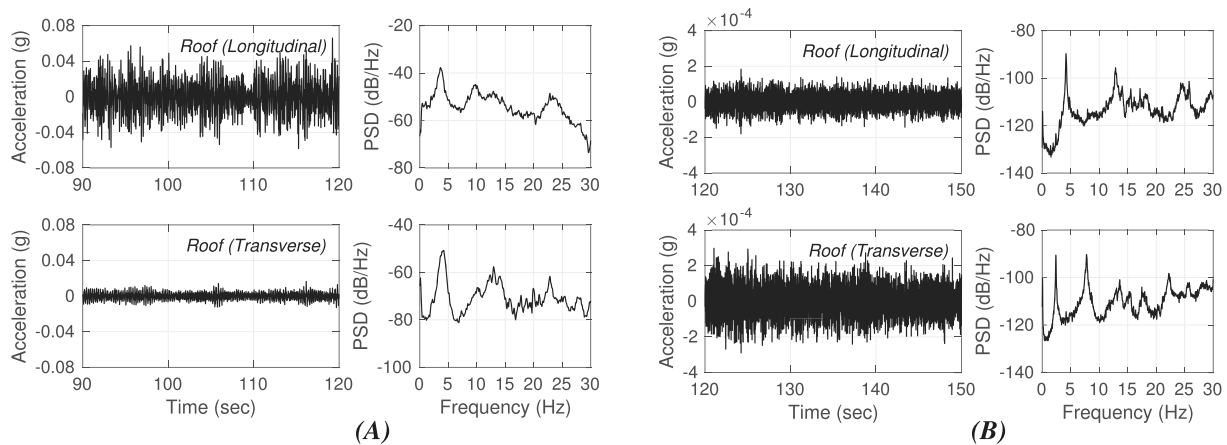 0.08
0.04
0
-0.04
-0.08
90 100 110 120
Acceleration (g)
Roof (Longitudinal)
-20
-40
-60
-80
0 5 10 15 20 25 30
PSD (dB/Hz)
0.08
0.04
0
-0.04
-0.08
90 100 110 120
Acceleration (g)
Roof (Transverse)
Time (sec)
-40
-60
-80
-100
0 5 10 15 20 25 30
PSD (dB/Hz)
Frequency (Hz)
(A)
×10⁻⁴
4
2
0
-2
-4
120 130 140 150
Acceleration (g)
Roof (Longitudinal)
-80
-100
-120
-140
0 5 10 15 20 25 30
PSD (dB/Hz)
×10⁻⁴
4
2
0
-2
-4
120 130 140 150
Acceleration (g)
Roof (Transverse)
Time (sec)
-80
-100
-120
-140
0 5 10 15 20 25 30
PSD (dB/Hz)
Frequency (Hz)
(B)